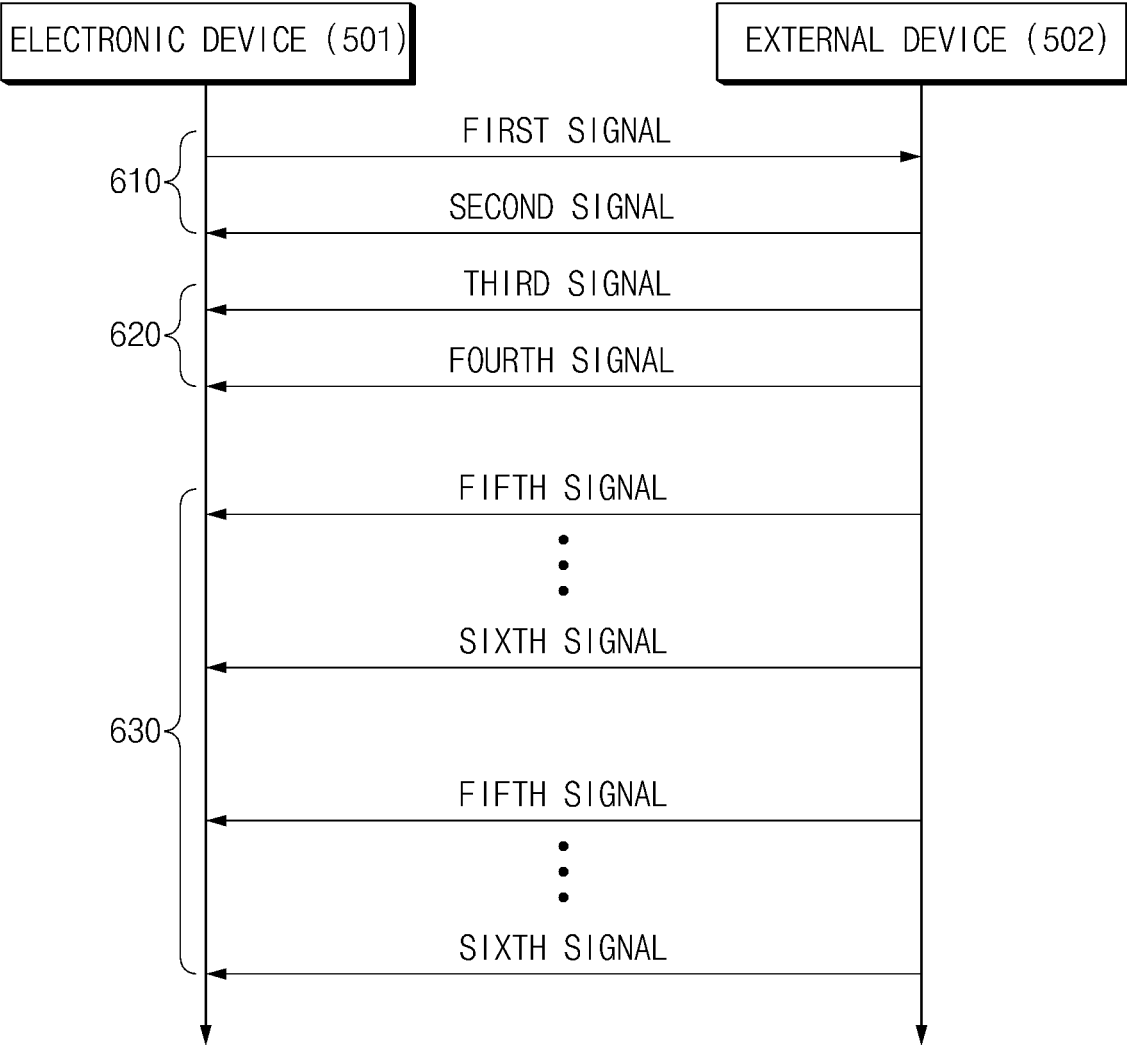 ELECTRONIC DEVICE (501)
EXTERNAL DEVICE (502)
FIRST SIGNAL
610
SECOND SIGNAL
THIRD SIGNAL
620
FOURTH SIGNAL
FIFTH SIGNAL
SIXTH SIGNAL
630
FIFTH SIGNAL
SIXTH SIGNAL